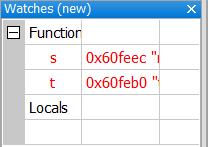 Watches (new)
Function
s 0x60feec "
t 0x60feb0 "
Locals